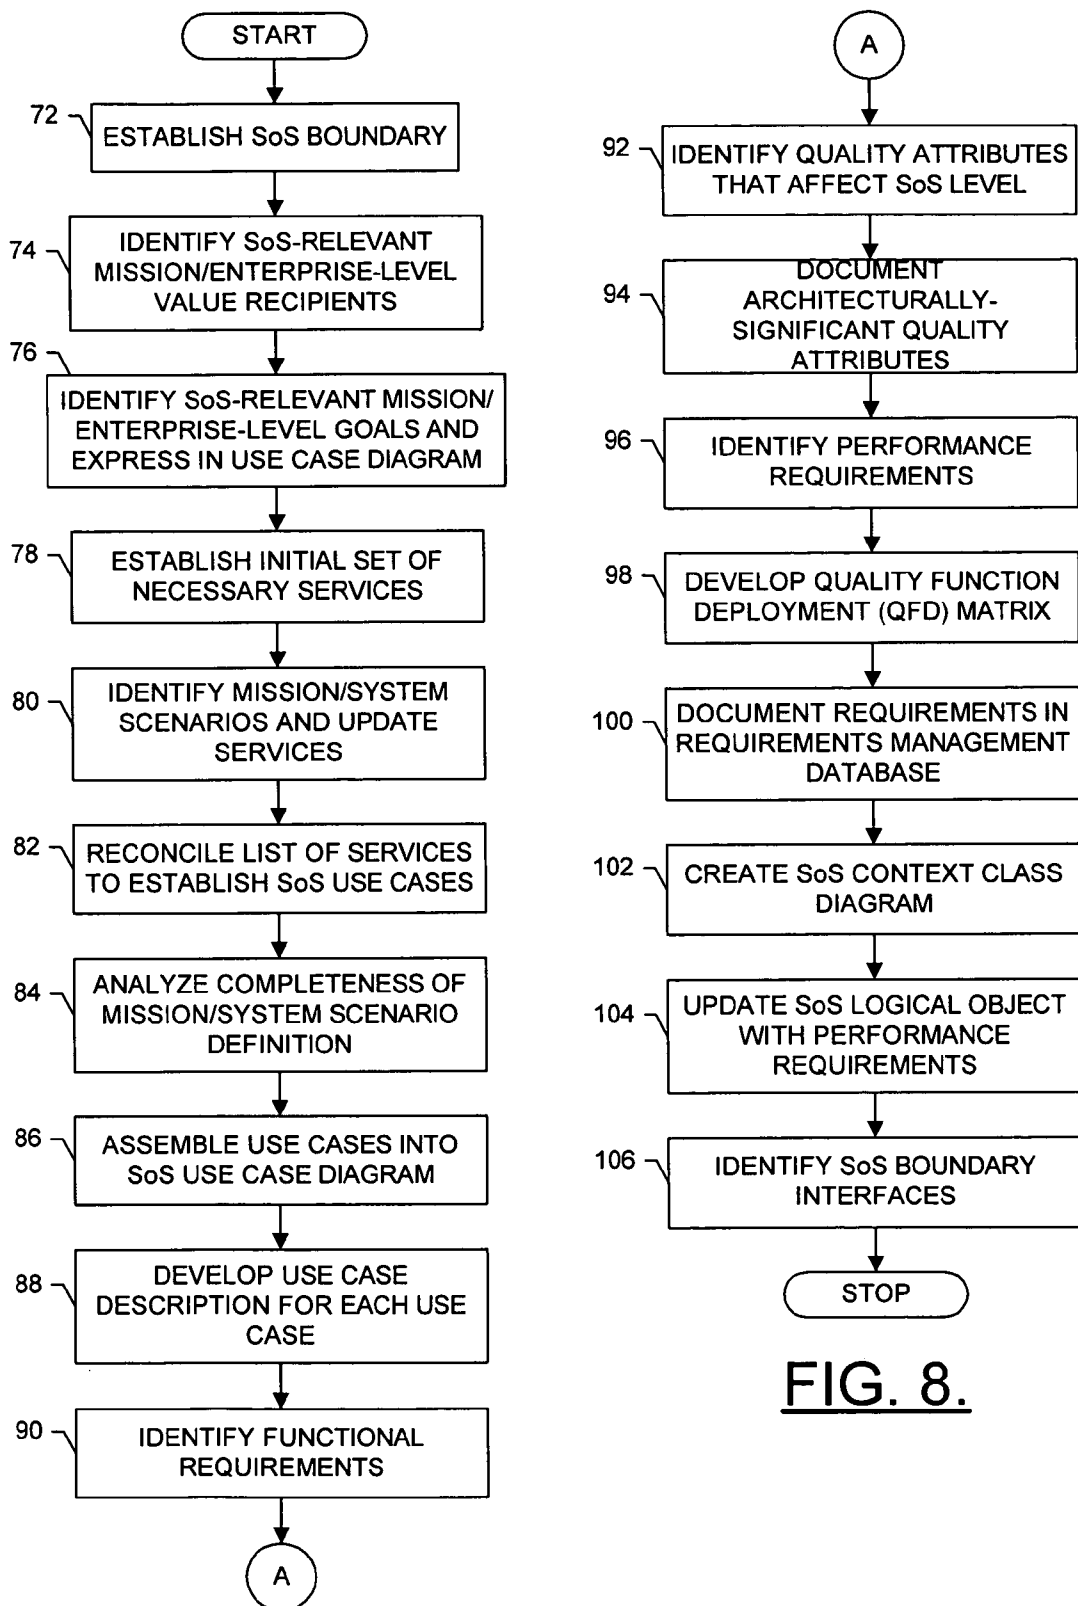 START
72
ESTABLISH SoS BOUNDARY
74
IDENTIFY SoS-RELEVANT
MISSION/ENTERPRISE-LEVEL
VALUE RECIPIENTS
76
IDENTIFY SoS-RELEVANT MISSION/
ENTERPRISE-LEVEL GOALS AND
EXPRESS IN USE CASE DIAGRAM
78
ESTABLISH INITIAL SET OF
NECESSARY SERVICES
80
IDENTIFY MISSION/SYSTEM
SCENARIOS AND UPDATE
SERVICES
82
RECONCILE LIST OF SERVICES
TO ESTABLISH SoS USE CASES
84
ANALYZE COMPLETENESS OF
MISSION/SYSTEM SCENARIO
DEFINITION
86
ASSEMBLE USE CASES INTO
SoS USE CASE DIAGRAM
88
DEVELOP USE CASE
DESCRIPTION FOR EACH USE
CASE
90
IDENTIFY FUNCTIONAL
REQUIREMENTS
A
A
92
IDENTIFY QUALITY ATTRIBUTES
THAT AFFECT SoS LEVEL
94
DOCUMENT
ARCHITECTURALLY-
SIGNIFICANT QUALITY
ATTRIBUTES
96
IDENTIFY PERFORMANCE
REQUIREMENTS
98
DEVELOP QUALITY FUNCTION
DEPLOYMENT (QFD) MATRIX
100
DOCUMENT REQUIREMENTS IN
REQUIREMENTS MANAGEMENT
DATABASE
102
CREATE SoS CONTEXT CLASS
DIAGRAM
104
UPDATE SoS LOGICAL OBJECT
WITH PERFORMANCE
REQUIREMENTS
106
IDENTIFY SoS BOUNDARY
INTERFACES
STOP
FIG. 8.